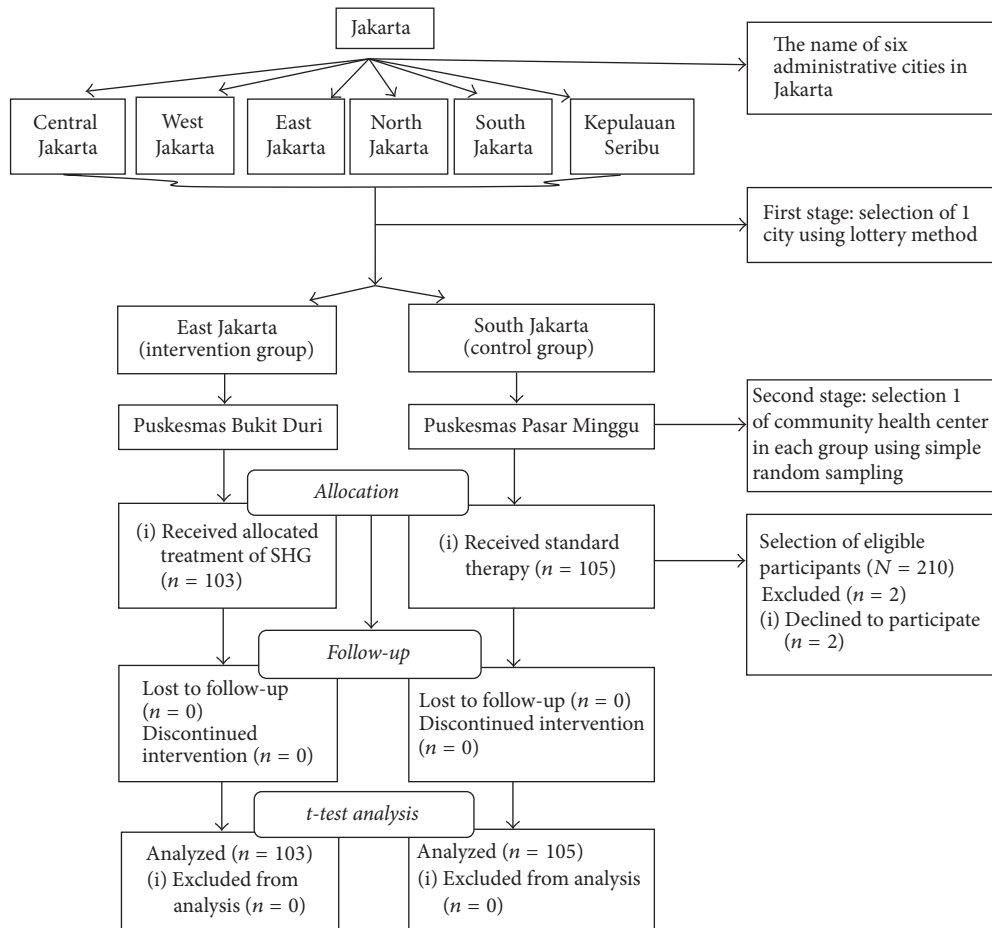 Jakarta
The name of six
administrative cities in
Jakarta
Central
Jakarta
West
Jakarta
East
Jakarta
North
Jakarta
South
Jakarta
Kepulauan
Seribu
First stage: selection of 1
city using lottery method
East Jakarta
(intervention group)
South Jakarta
(control group)
Puskesmas Bukit Duri
Puskesmas Pasar Minggu
Second stage: selection 1
of community health center
in each group using simple
random sampling
Allocation
(i) Received allocated
treatment of SHG
(n = 103)
(i) Received standard
therapy (n = 105)
Selection of eligible
participants (N = 210)
Excluded (n = 2)
(i) Declined to participate
(n = 2)
Follow-up
Lost to follow-up
(n = 0)
Discontinued
intervention (n = 0)
Lost to follow-up (n = 0)
Discontinued intervention
(n = 0)
t-test analysis
Analyzed (n = 103)
(i) Excluded from
analysis (n = 0)
Analyzed (n = 105)
(i) Excluded from analysis
(n = 0)